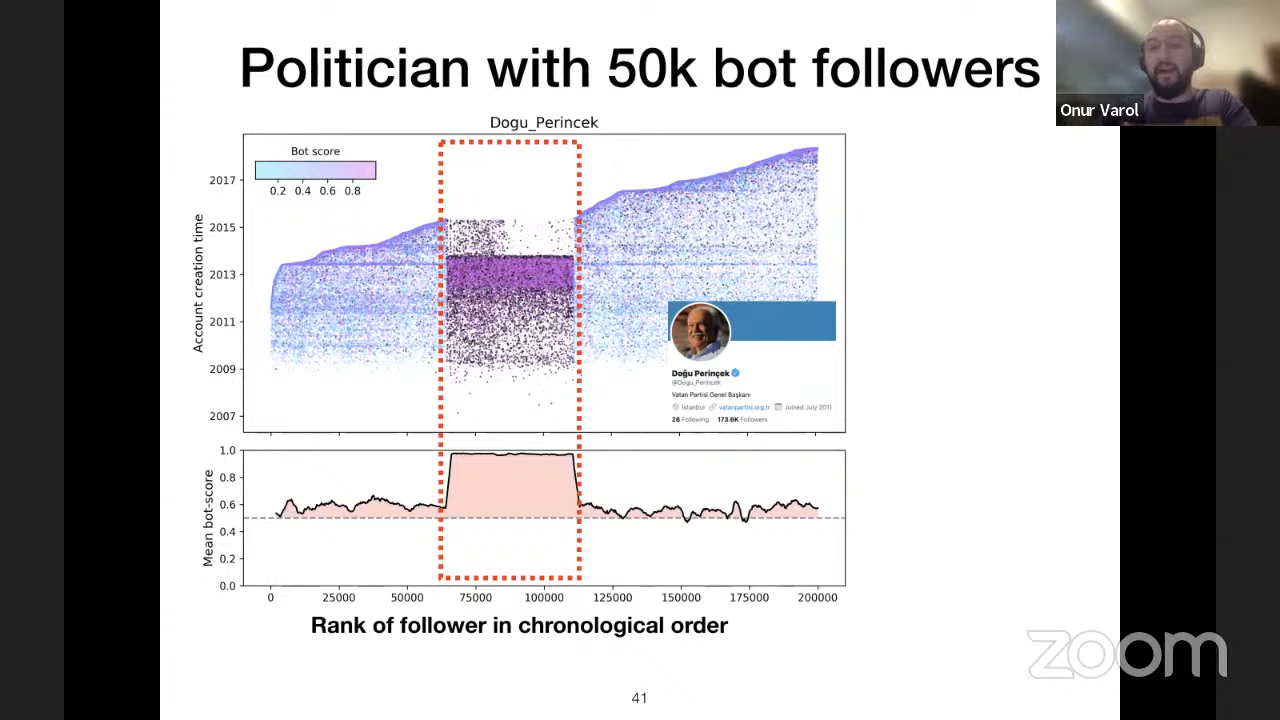 Politician with 50k bot followers
Onur Varol
Dogu_Perincek
Bot score
0.2 0.4 0.6 0.8
Account creation time
2017
2015
2013
2011
2009
2007
Doğu Perinçek
@Dogu_Perincek
Vatan Partisi Genel Başkanı
İstanbul vatanpartisi.org.tr Joined July 2011
28 Following 173.6K Followers
Mean bot-score
1.0
0.8
0.6
0.4
0.2
0.0
0 25000 50000 75000 100000 125000 150000 175000 200000
Rank of follower in chronological order
zoom
41